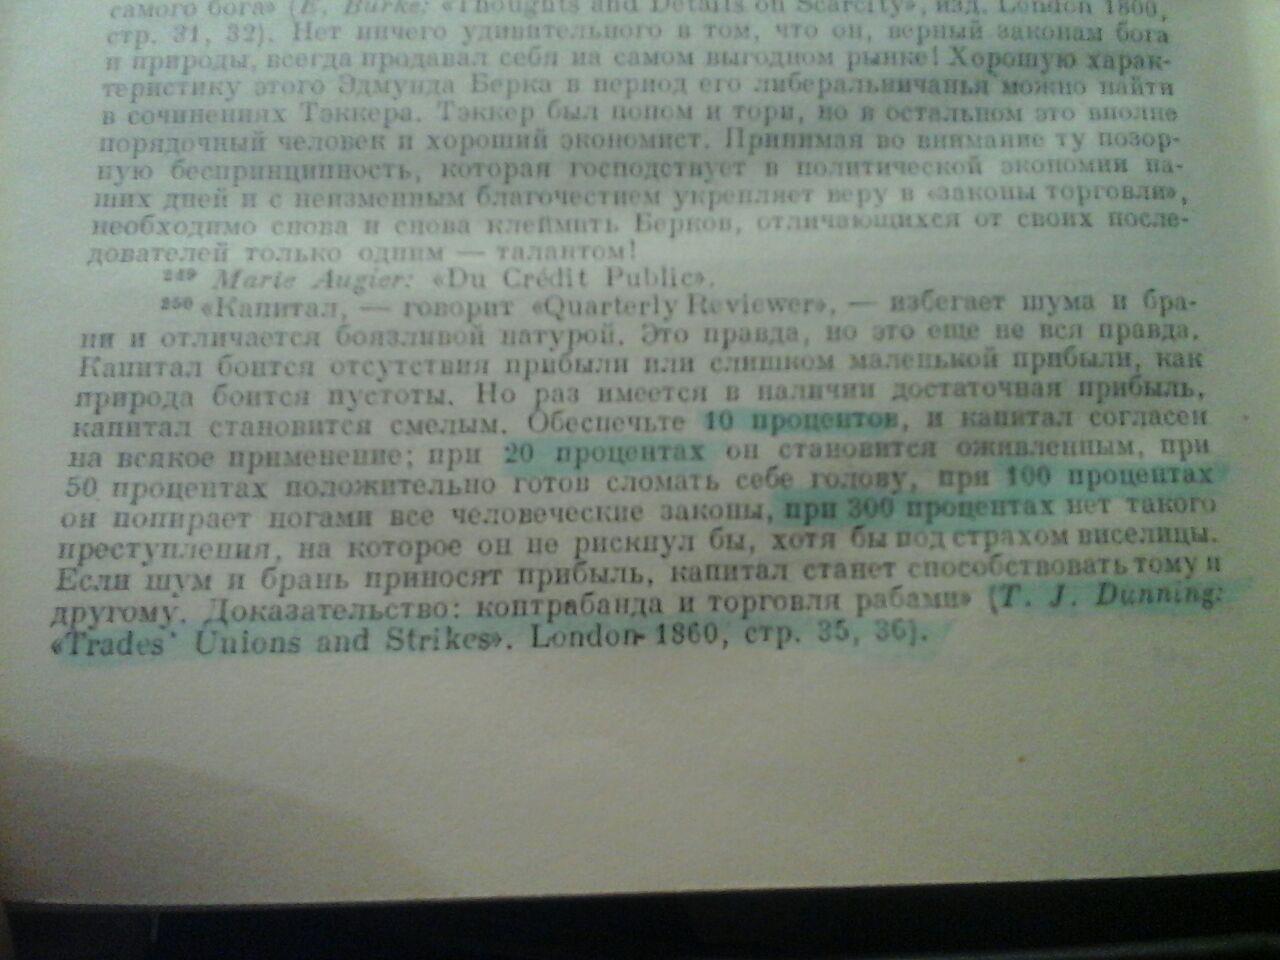 самого бога» (E. Burke: «Thoughts and Details on Scarcity», изд. London 1800,
стр. 31, 32). Нет ничего удивительного в том, что он, верный законам бога
и природы, всегда продавал себя на самом выгодном рынке! Хорошую харак-
теристику этого Эдмунда Берка в период его либеральничанья можно найти
в сочинениях Тэккера. Тэккер был попом и тори, но в остальном это вполне
порядочный человек и хороший экономист. Принимая во внимание ту позор-
ную беспринципность, которая господствует в политической экономии на-
ших дней и с неизменным благочестием укрепляет веру в «законы торговли»,
необходимо снова и снова клеймить Берков, отличающихся от своих после-
дователей только одним — талантом!
249 Marie Augier: «Du Crédit Public».
250 «Капитал, — говорит «Quarterly Reviewer», — избегает шума и бра-
ни и отличается боязливой натурой. Это правда, но это еще не вся правда.
Капитал боится отсутствия прибыли или слишком маленькой прибыли, как
природа боится пустоты. Но раз имеется в наличии достаточная прибыль,
капитал становится смелым. Обеспечьте 10 процентов, и капитал согласен
на всякое применение; при 20 процентах он становится оживленным, при
50 процентах положительно готов сломать себе голову, при 100 процентах
он попирает ногами все человеческие законы, при 300 процентах нет такого
преступления, на которое он не рискнул бы, хотя бы под страхом виселицы.
Если шум и брань приносят прибыль, капитал станет способствовать тому и
другому. Доказательство: контрабанда и торговля рабами» (T. J. Dunning:
«Trades' Unions and Strikes». London 1860, стр. 35, 36).